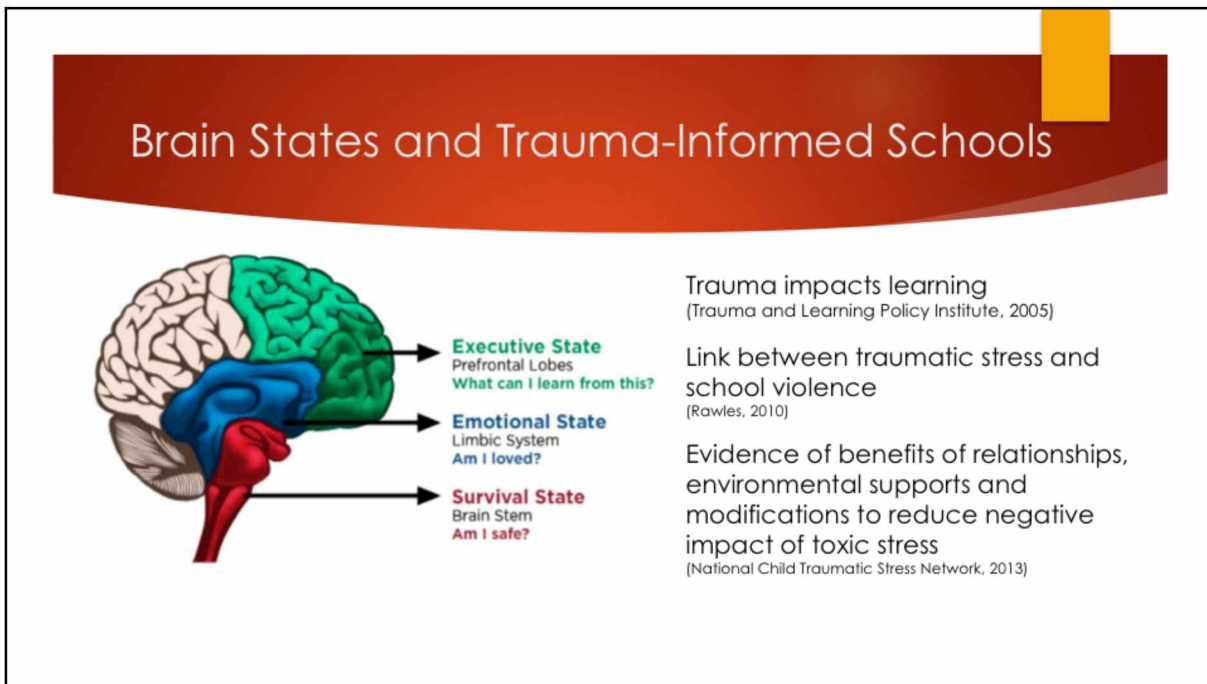 Brain States and Trauma-Informed Schools
Executive State
Prefrontal Lobes
What can I learn from this?
Emotional State
Limbic System
Am I loved?
Survival State
Brain Stem
Am I safe?
Trauma impacts learning
(Trauma and Learning Policy Institute, 2005)
Link between traumatic stress and
school violence
(Rawles, 2010)
Evidence of benefits of relationships,
environmental supports and
modifications to reduce negative
impact of toxic stress
(National Child Traumatic Stress Network, 2013)